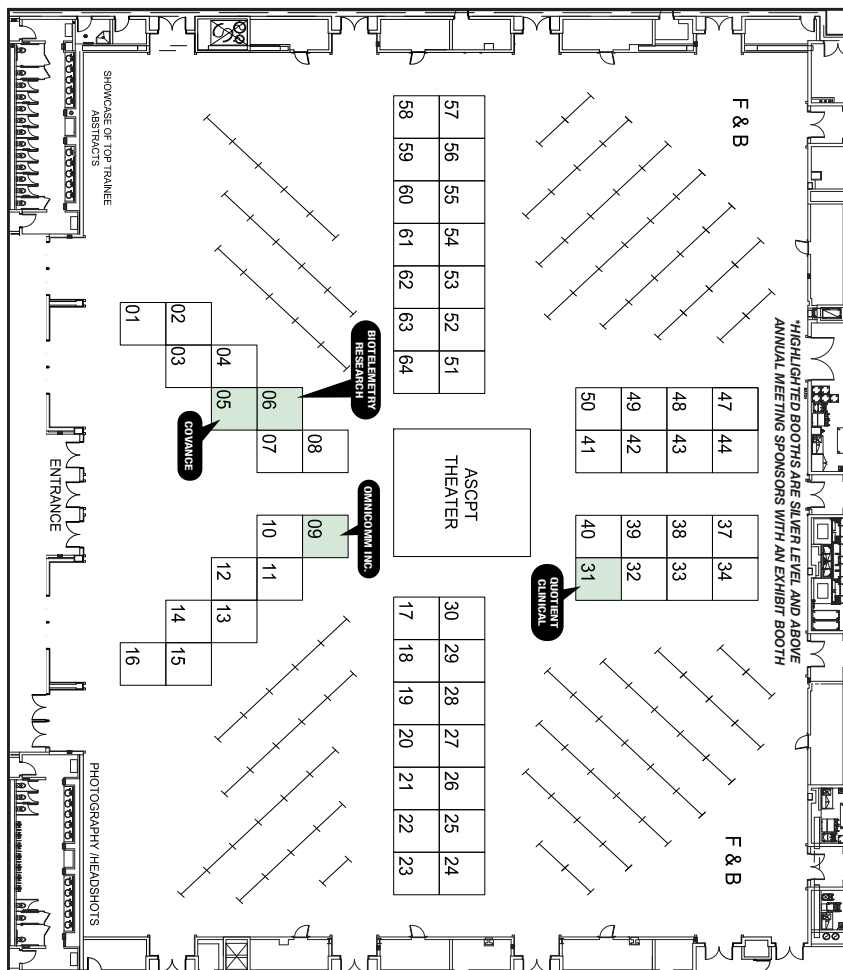 *HIGHLIGHTED BOOTHS ARE SILVER LEVEL AND ABOVE
ANNUAL MEETING SPONSORS WITH AN EXHIBIT BOOTH
F & B
F & B
47 44 37 34
48 43 38 33
49 42 39 32
50 41 40 31
QUOTIENT
CLINICAL
57 56 55 54 53 52 51
58 59 60 61 62 63 64
ASCPT
THEATER
30 29 28 27 26 25 24
17 18 19 20 21 22 23
BIOTELEMETRY
RESEARCH
OMNICOMM INC.
08 09
06 07 10 11
04 05 12 13
02 03 14 15
01 16
COVANCE
SHOWCASE OF TOP TRAINEE
ABSTRACTS
PHOTOGRAPHY /HEADSHOTS
ENTRANCE